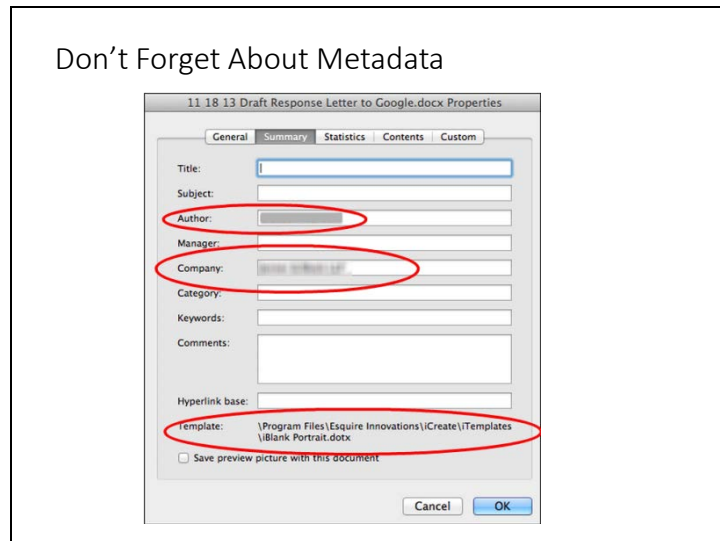 Don’t Forget About Metadata
11 18 13 Draft Response Letter to Google.docx Properties
General Summary Statistics Contents Custom
Title:
Subject:
Author:
Manager:
Company:
Category:
Keywords:
Comments:
Hyperlink base:
Template: \Program Files\Esquire Innovations\iCreate\iTemplates
\iBlank Portrait.dotx
Save preview picture with this document
Cancel OK